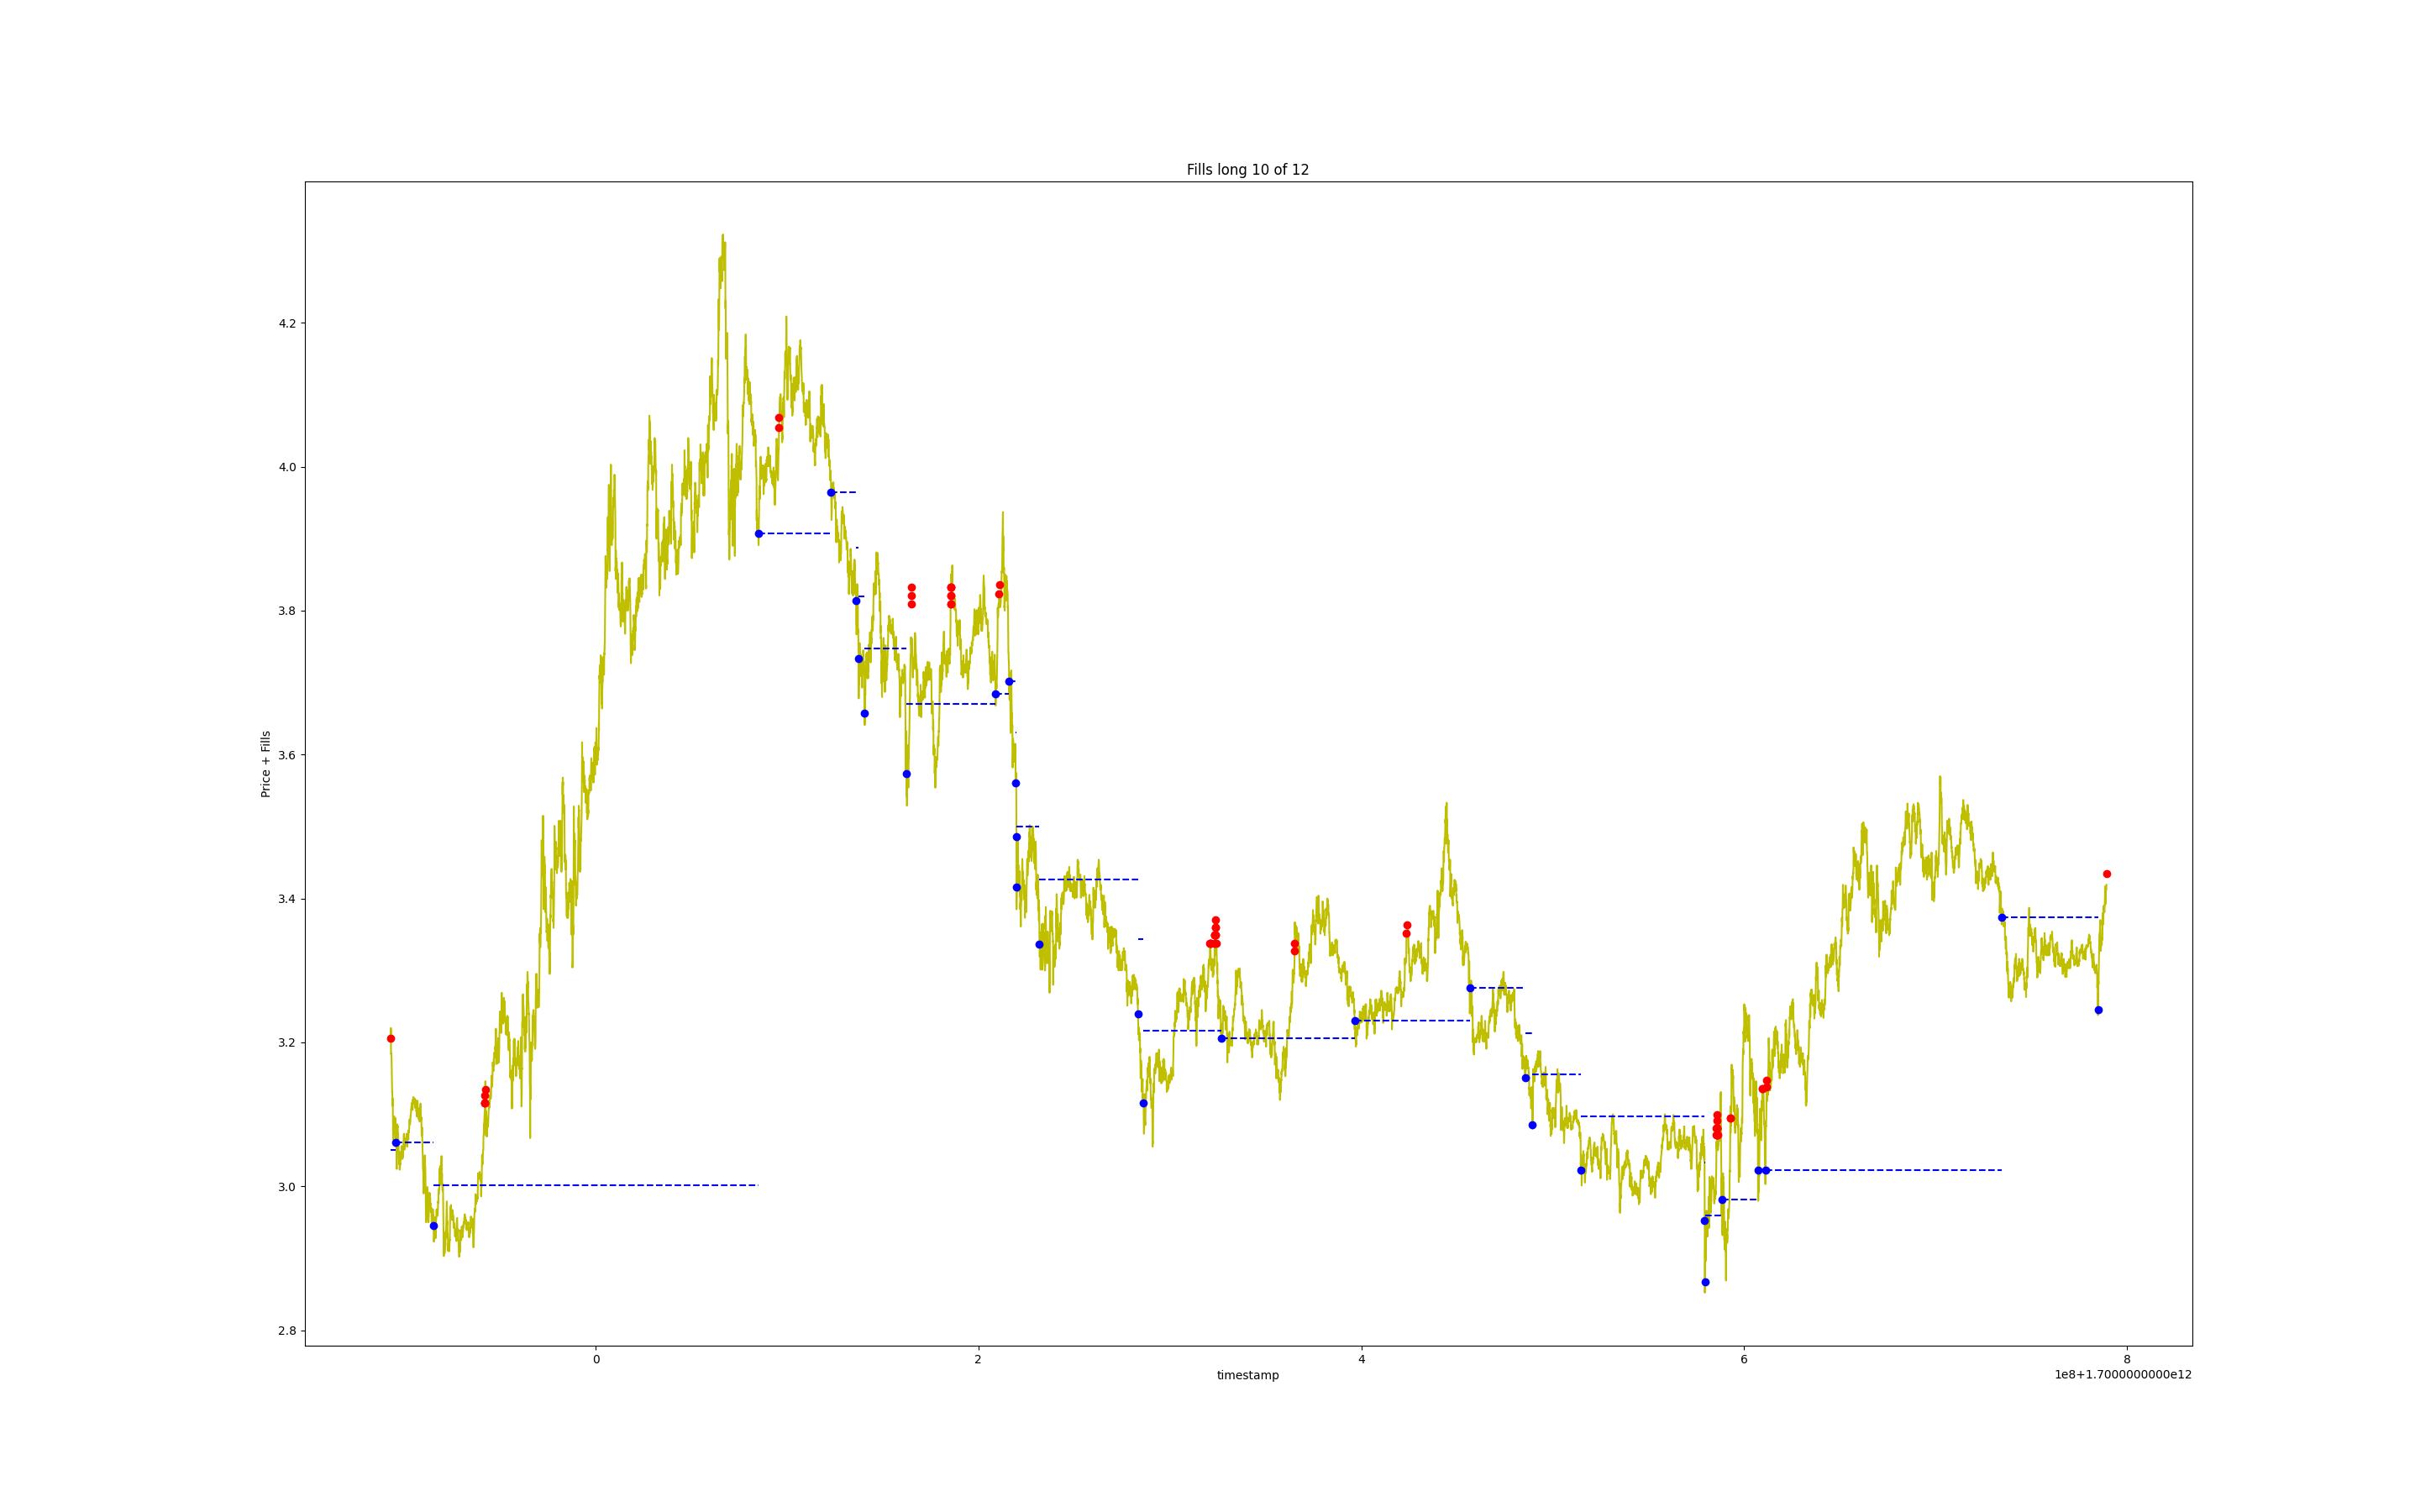 Fills long 10 of 12
Price + Fills
4.2
4.0
3.8
3.6
3.4
3.2
3.0
2.8
0 2 4 6 8
timestamp
1e8+1.7000000000e12